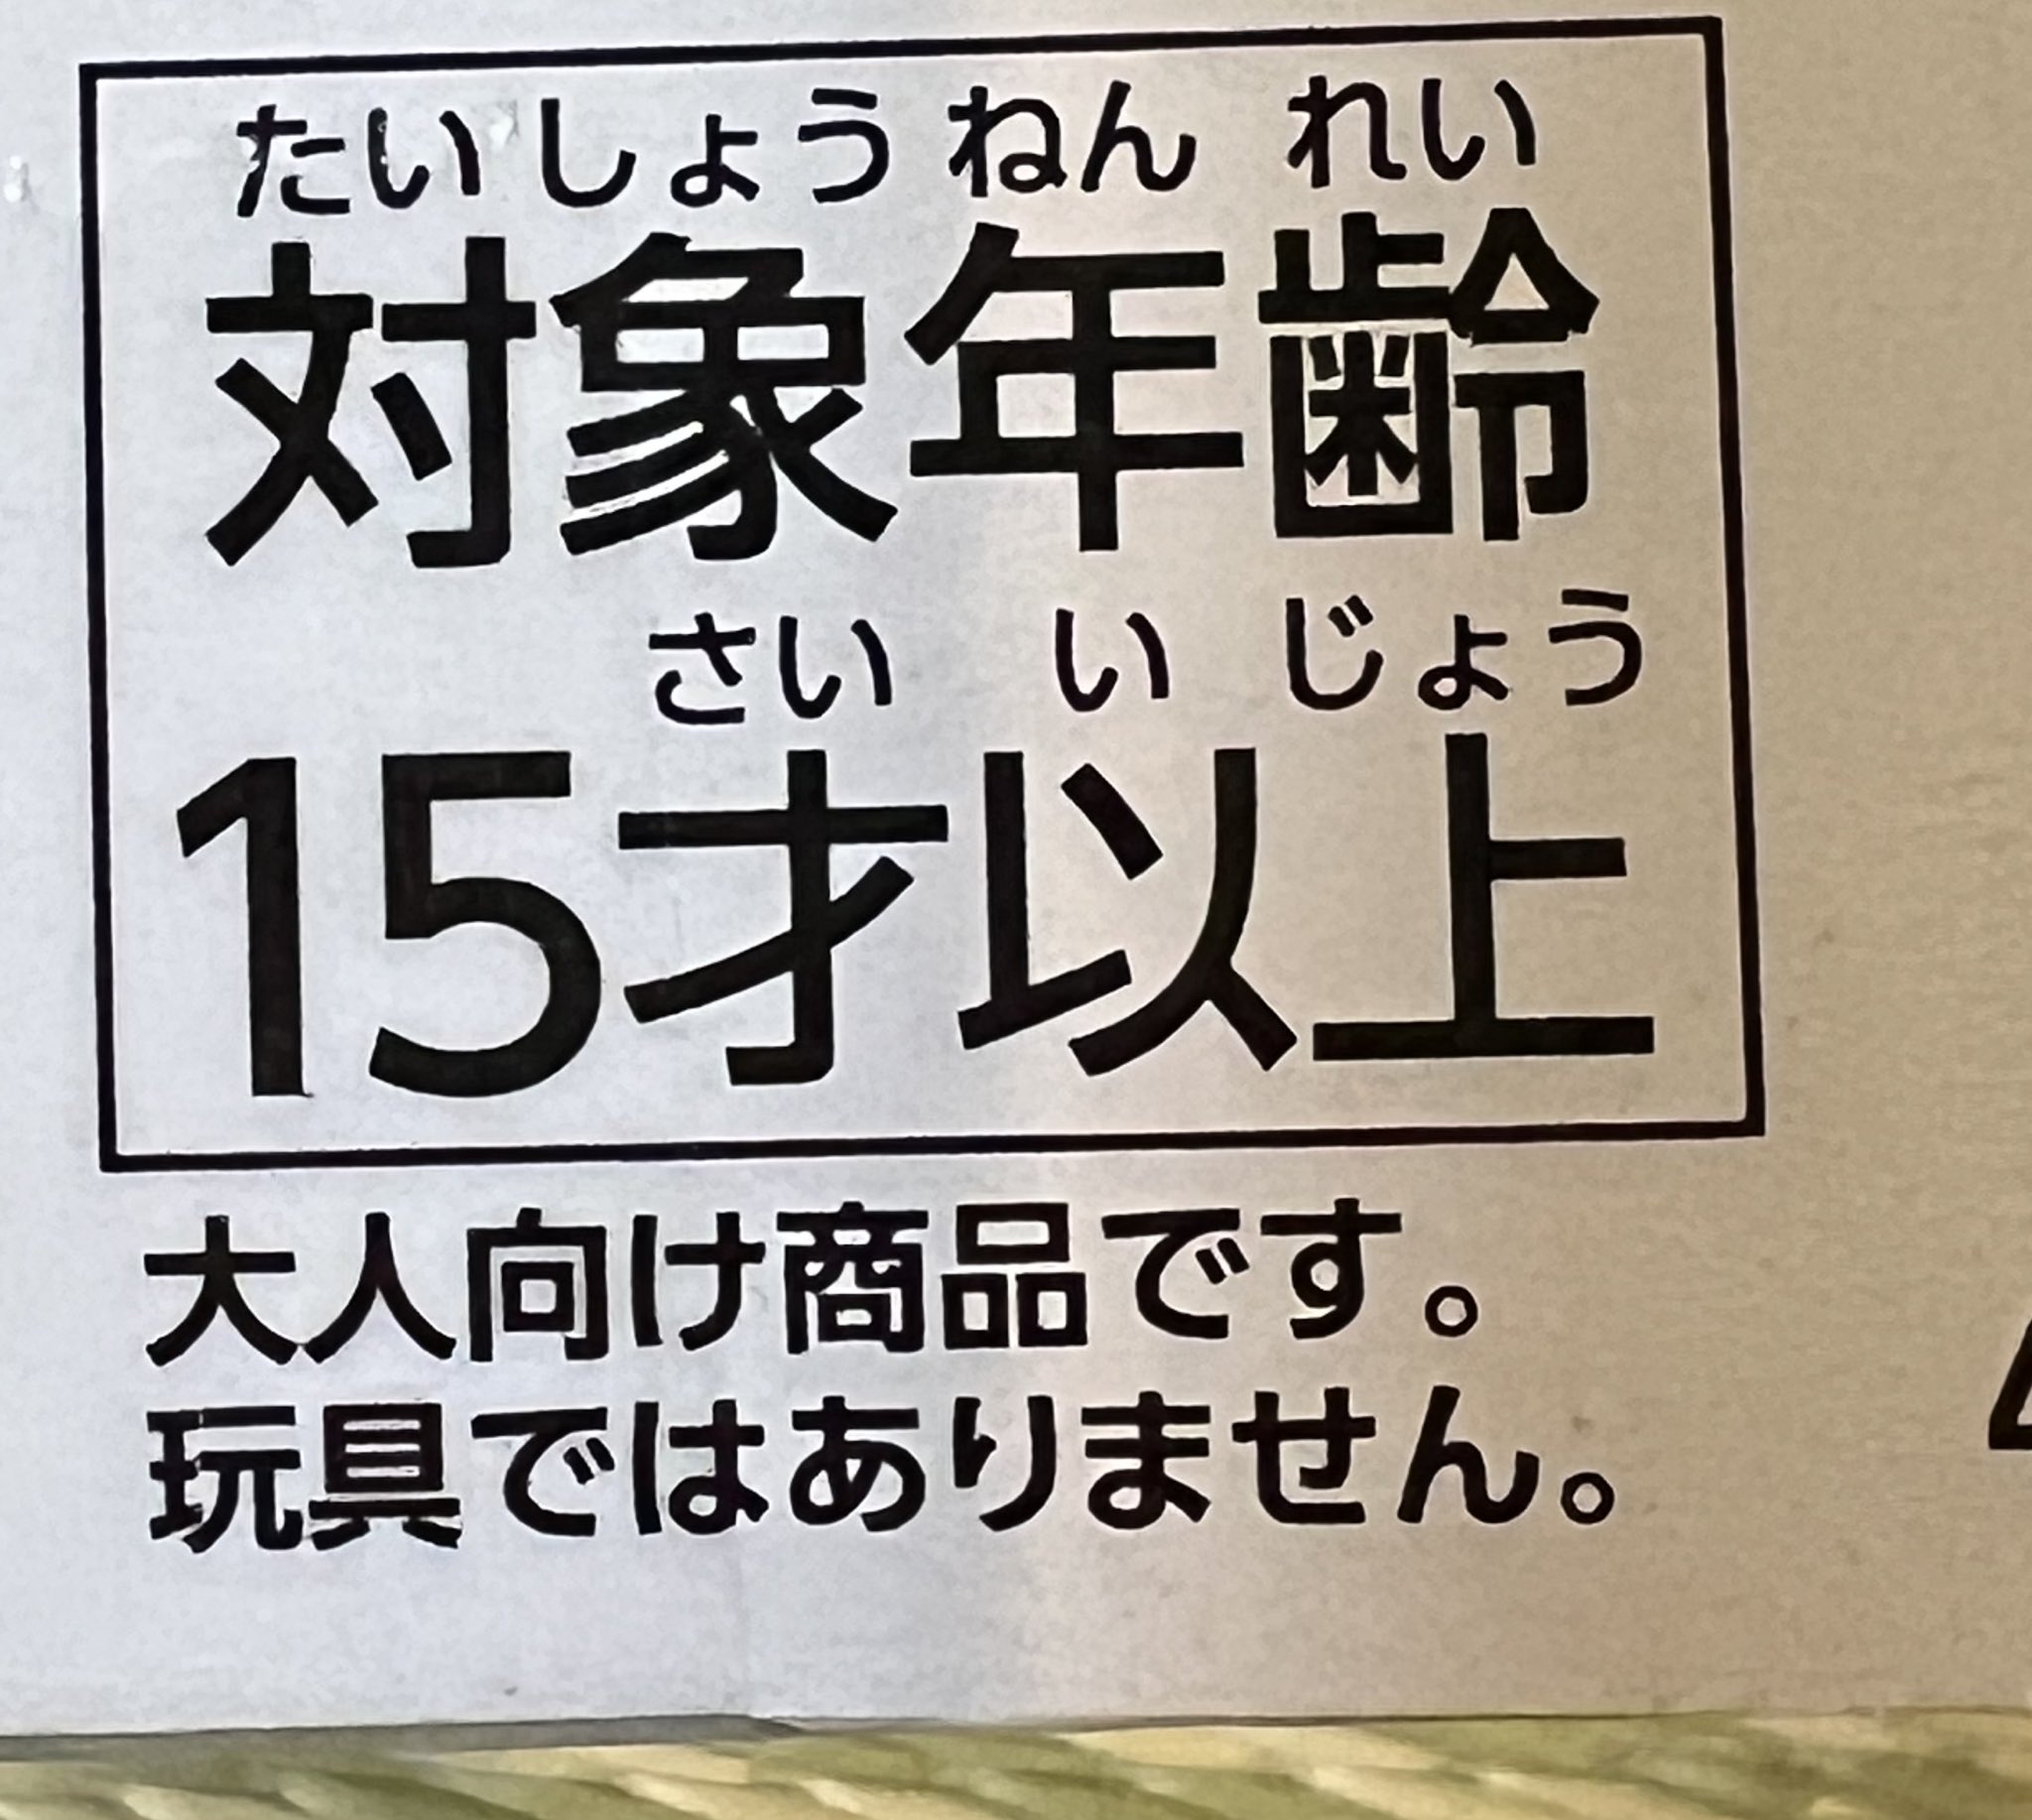 たいしょうねんれい
対象年齢
さい い じょう
15才以上
大人向け商品です。
玩具ではありません。